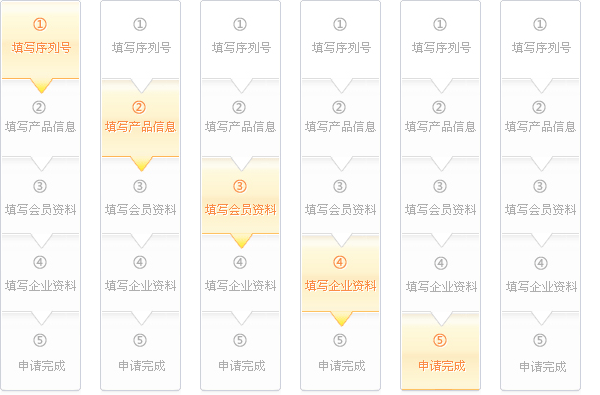 ①
填写序列号
②
填写产品信息
③
填写会员资料
④
填写企业资料
⑤
申请完成
①
填写序列号
②
填写产品信息
③
填写会员资料
④
填写企业资料
⑤
申请完成
①
填写序列号
②
填写产品信息
③
填写会员资料
④
填写企业资料
⑤
申请完成
①
填写序列号
②
填写产品信息
③
填写会员资料
④
填写企业资料
⑤
申请完成
①
填写序列号
②
填写产品信息
③
填写会员资料
④
填写企业资料
⑤
申请完成
①
填写序列号
②
填写产品信息
③
填写会员资料
④
填写企业资料
⑤
申请完成